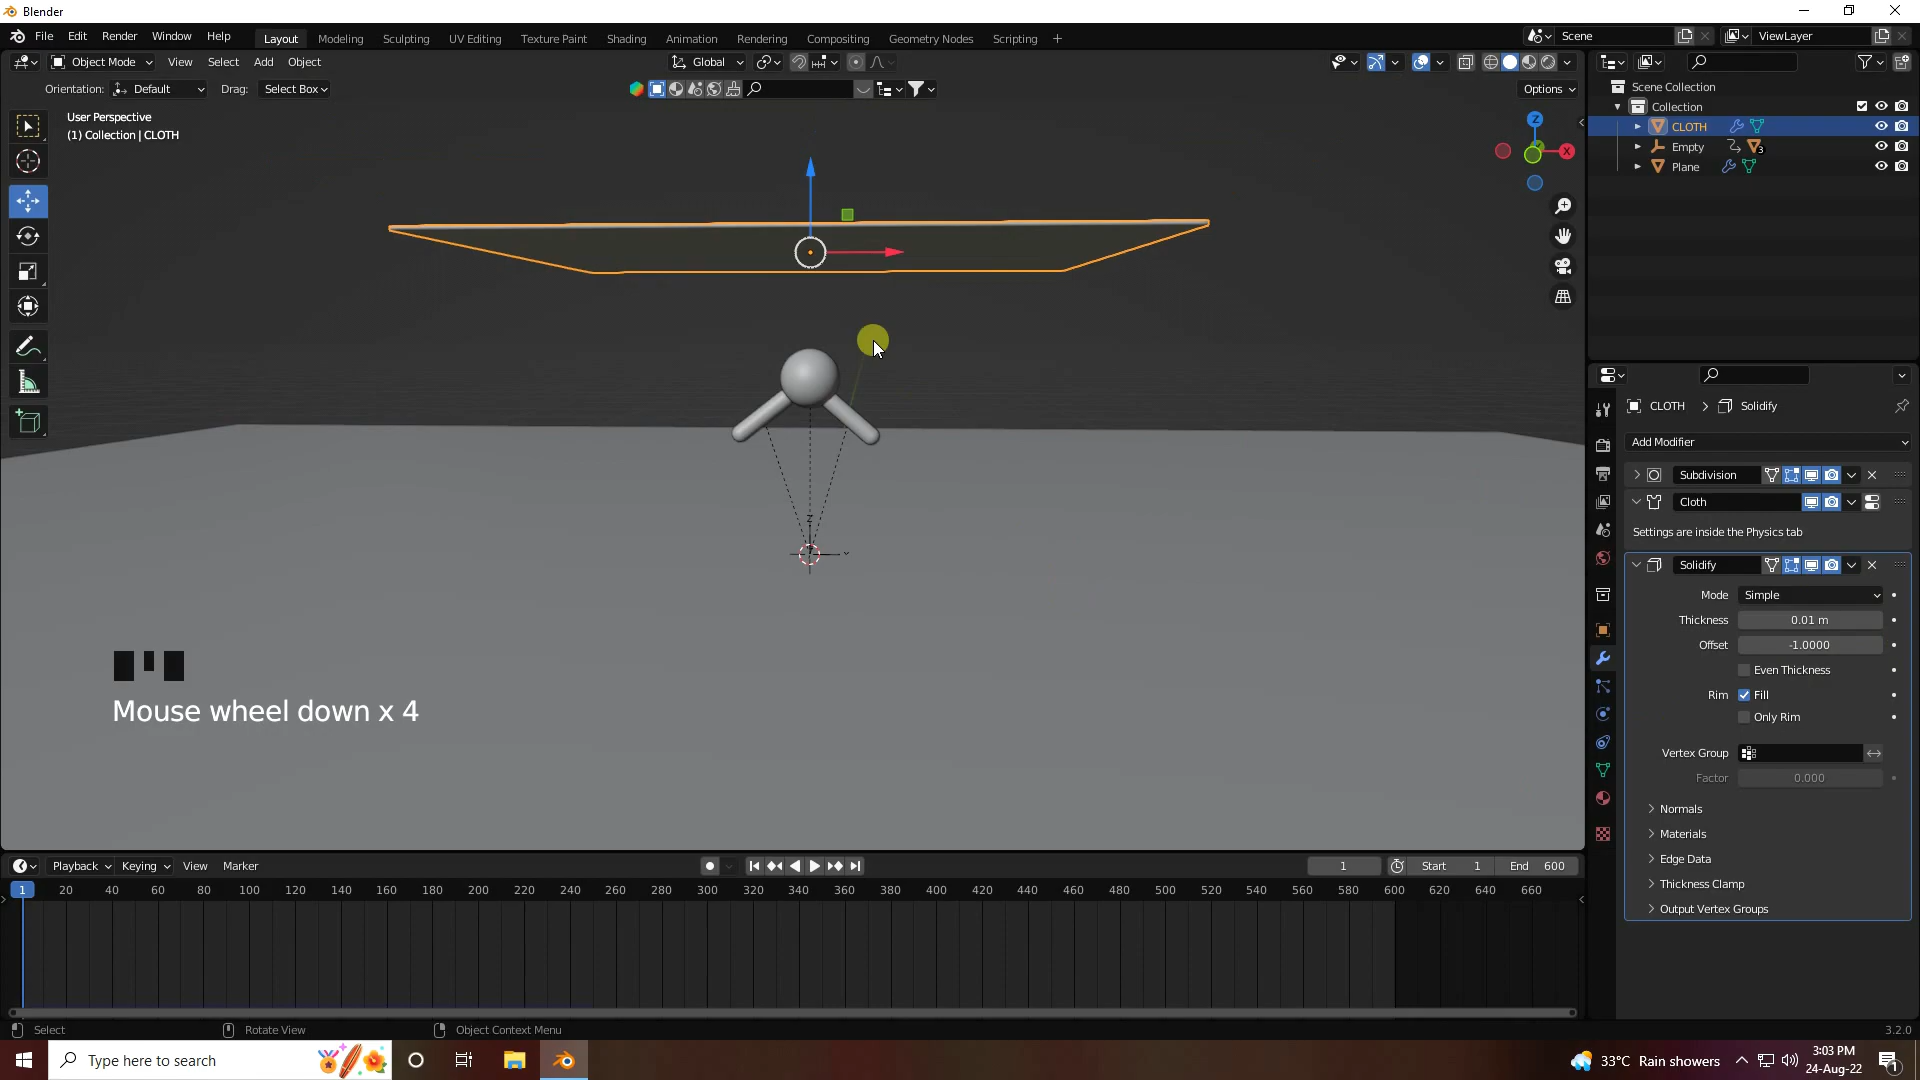 Blender
File Edit Render Window Help Layout Modeling Sculpting UV Editing Texture Paint Shading Animation Rendering Compositing Geometry Nodes Scripting + Scene ViewLayer
Object Mode View Select Add Object Global
Orientation: Default Drag: Select Box Options
User Perspective
(1) Collection | CLOTH
Z
X
Scene Collection
Collection
CLOTH
Empty 3
Plane
Z
Mouse wheel down x 4
CLOTH > Solidify
Add Modifier
Subdivision
Cloth
Settings are inside the Physics tab
Solidify
Mode Simple
Thickness 0.01 m
Offset -1.0000
Even Thickness
Rim Fill
Only Rim
Vertex Group
Factor 0.000
Normals
Materials
Edge Data
Thickness Clamp
Output Vertex Groups
Playback Keying View Marker 1 Start 1 End 600
1 20 40 60 80 100 120 140 160 180 200 220 240 260 280 300 320 340 360 380 400 420 440 460 480 500 520 540 560 580 600 620 640 660
Select Rotate View Object Context Menu 3.2.0
Type here to search
33°C Rain showers
3:03 PM
24-Aug-22
1